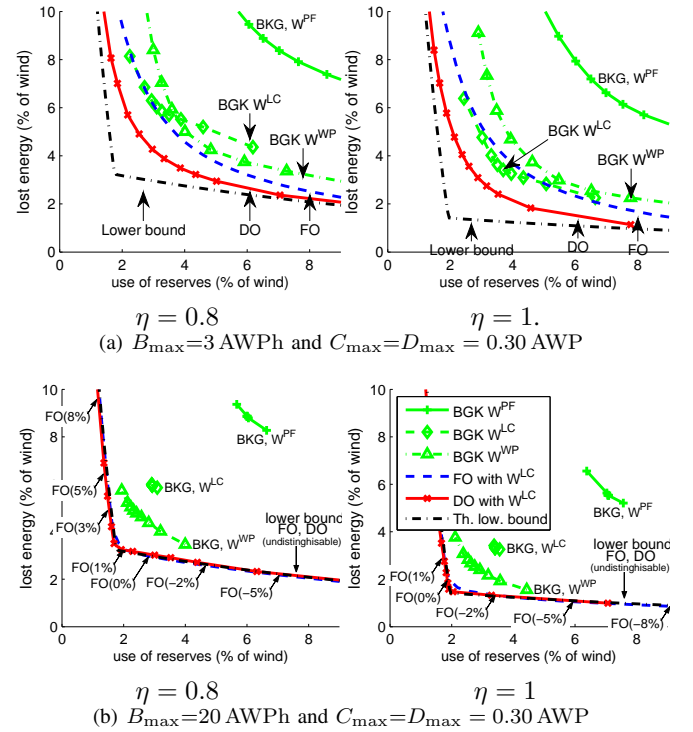 10
8
6
4
2
0
lost energy (% of wind)
BKG, W^PF
BGK W^LC
BGK W^WP
Lower bound
DO
FO
0 2 4 6 8
use of reserves (% of wind)
η = 0.8
10
8
6
4
2
0
lost energy (% of wind)
BKG, W^PF
BGK W^LC
BGK W^WP
Lower bound
DO
FO
0 2 4 6 8
use of reserves (% of wind)
η = 1.
(a) B_max=3 AWPh and C_max=D_max = 0.30 AWP
10
8
6
4
2
0
lost energy (% of wind)
FO(8%)
FO(5%)
FO(3%)
FO(1%)
FO(0%)
FO(−2%)
FO(−5%)
BKG, W^PF
BKG, W^LC
BKG, W^WP
lower bound
FO, DO
(undistinghisable)
0 2 4 6 8
use of reserves (% of wind)
η = 0.8
10
8
6
4
2
0
lost energy (% of wind)
BGK W^PF
BGK W^LC
BGK W^WP
FO with W^LC
DO with W^LC
Th. low. bound
BKG, W^PF
BKG, W^LC
BKG, W^WP
lower bound
FO, DO
(undistinghisable)
FO(1%)
FO(0%)
FO(−2%)
FO(−5%)
FO(−8%)
0 2 4 6 8
use of reserves (% of wind)
η = 1
(b) B_max=20 AWPh and C_max=D_max = 0.30 AWP